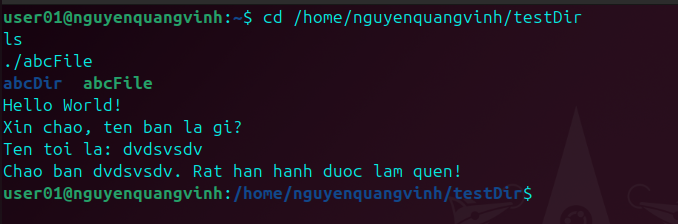 user01@nguyenquangvinh:~$ cd /home/nguyenquangvinh/testDir
ls
./abcFile
abcDir  abcFile
Hello World!
Xin chao, ten ban la gi?
Ten toi la: dvdsvsdv
Chao ban dvdsvsdv. Rat han hanh duoc lam quen!
user01@nguyenquangvinh:/home/nguyenquangvinh/testDir$